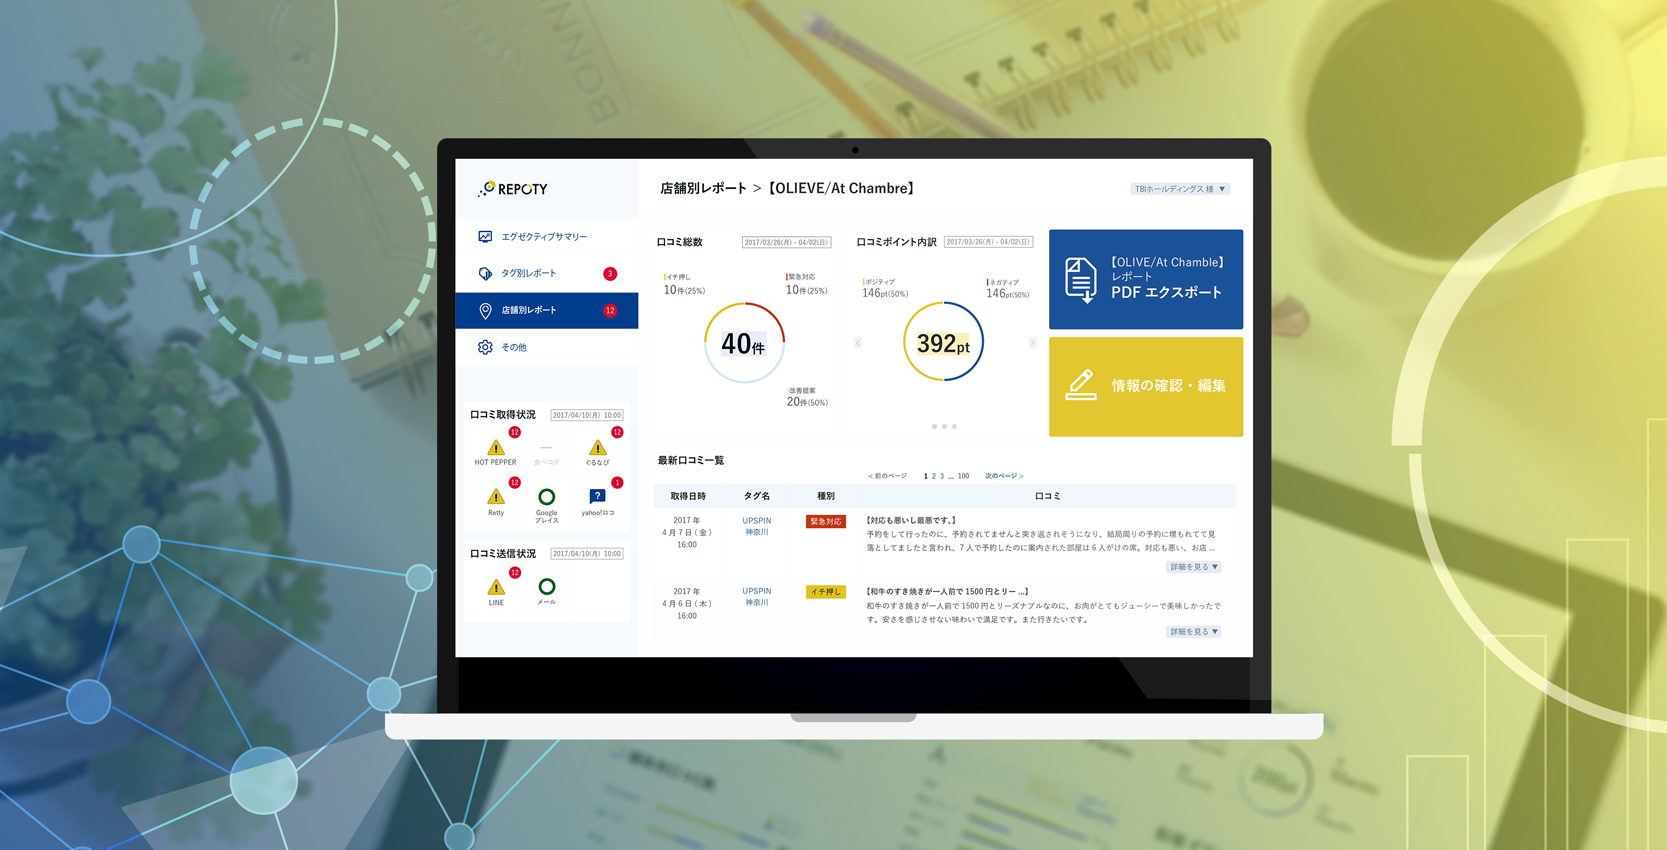 BONNE
REPOTY
エグゼクティブサマリー
タグ別レポート 3
店舗別レポート 12
その他
口コミ取得状況 2017/04/10(月) 10:00
12 12
HOT PEPPER 食べログ ぐるなび
12 1
Retty Google プレイス yahoo!ロコ
口コミ送信状況 2017/04/10(月) 10:00
12
LINE メール
店舗別レポート > 【OLIEVE/At Chambre】
TBIホールディングス 様 ▼
口コミ総数 2017/03/26(月) - 04/02(日)
イチ押し 緊急対応
10件(25%) 10件(25%)
40件
改善提案
20件(50%)
口コミポイント内訳 2017/03/26(月) - 04/02(日)
ポジティブ ネガティブ
146pt(50%) 146pt(50%)
392pt
【OLIVE/At Chamble】
レポート
PDF エクスポート
情報の確認・編集
最新口コミ一覧
< 前のページ 1 2 3 ... 100 次のページ >
取得日時 タグ名 種別 口コミ
2017 年
4 月 7 日 ( 金 )
16:00
UPSPIN
神奈川
緊急対応
【対応も悪いし最悪です。】
予約をして行ったのに、予約されてませんと突き返されそうになり、結局周りの予約に埋もれてて見
落としてましたと言われ、7 人で予約したのに案内された部屋は 6 人がけの席。対応も悪い、お店 ...
詳細を見る ▼
2017 年
4 月 6 日 ( 木 )
16:00
UPSPIN
神奈川
イチ押し
【和牛のすき焼きが一人前で 1500 円とリー ...】
和牛のすき焼きが一人前で 1500 円とリーズナブルなのに、お肉がとてもジューシーで美味しかったで
す。安さを感じさせない味わいで満足です。また行きたいです。
詳細を見る ▼